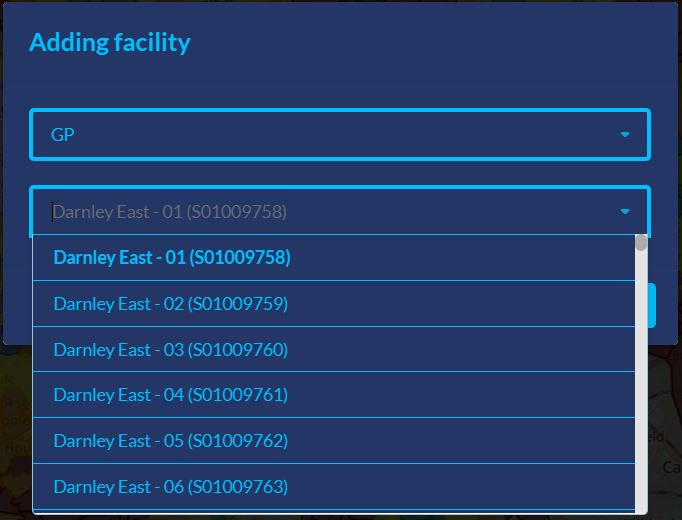 Adding facility
GP
Darnley East - 01 (S01009758)
Darnley East - 01 (S01009758)
Darnley East - 02 (S01009759)
Darnley East - 03 (S01009760)
Darnley East - 04 (S01009761)
Darnley East - 05 (S01009762)
Darnley East - 06 (S01009763)